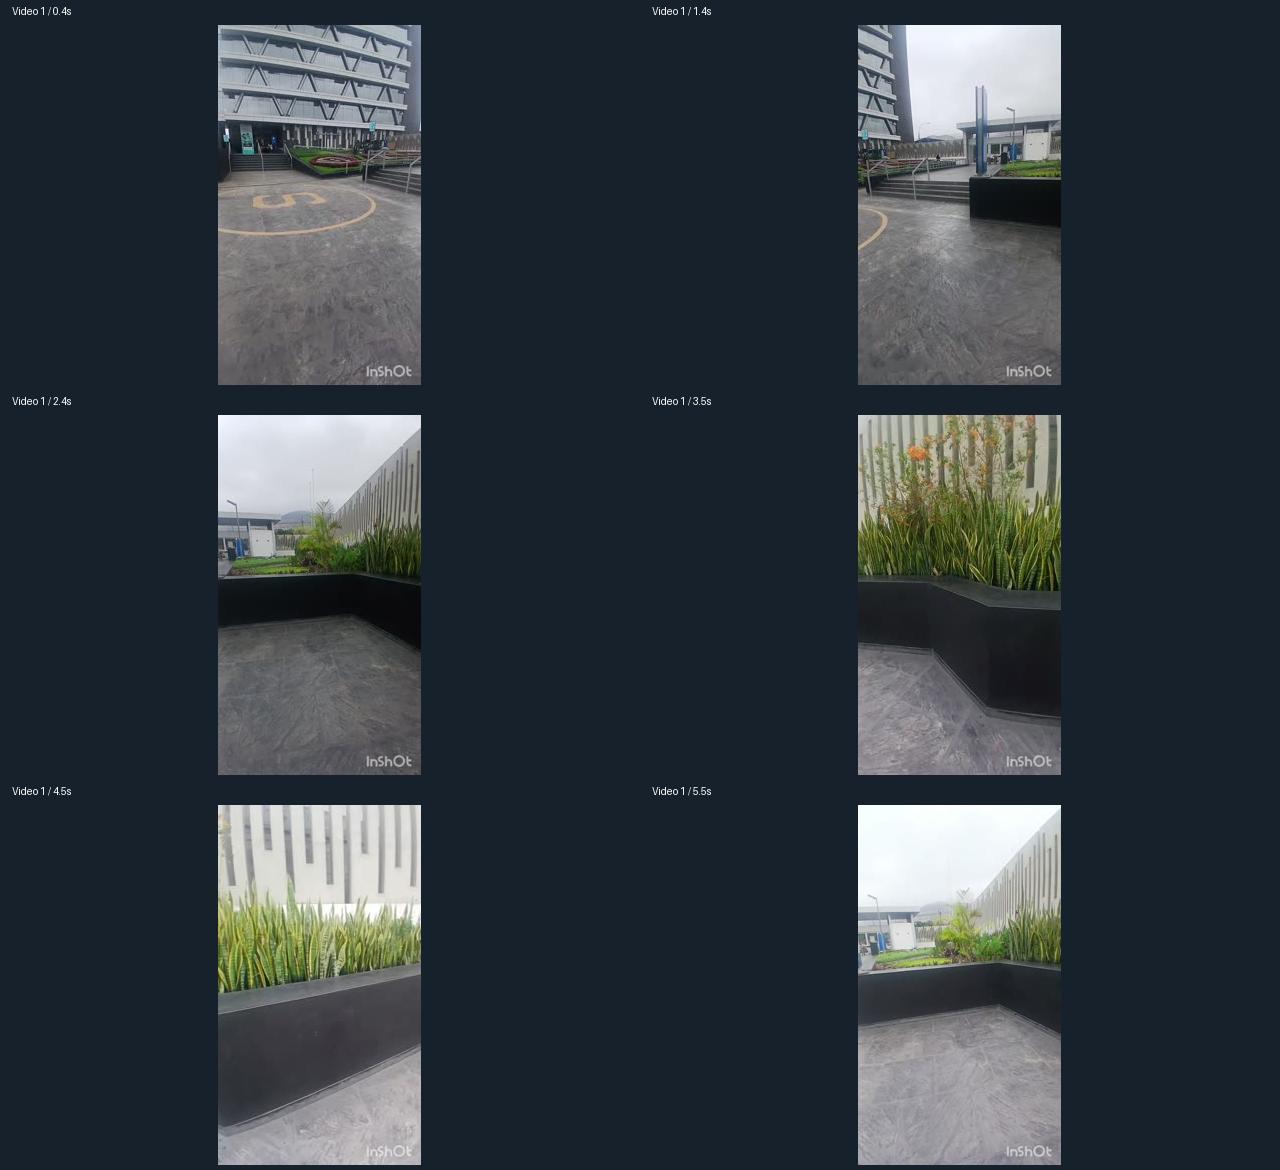 Video 1 / 0.4s
Video 1 / 1.4s
S
InShOt
InShOt
Video 1 / 2.4s
Video 1 / 3.5s
InShOt
InShOt
Video 1 / 4.5s
Video 1 / 5.5s
InShOt
InShOt